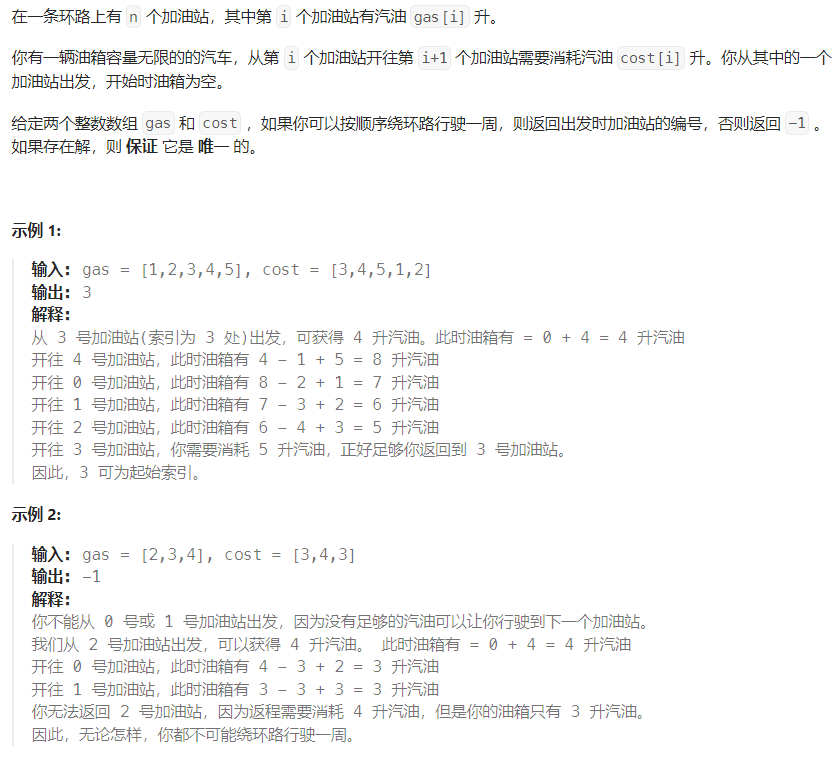 在一条环路上有 n 个加油站，其中第 i 个加油站有汽油 gas[i] 升。
你有一辆油箱容量无限的的汽车，从第 i 个加油站开往第 i+1 个加油站需要消耗汽油 cost[i] 升。你从其中的一个
加油站出发，开始时油箱为空。
给定两个整数数组 gas 和 cost ，如果你可以按顺序绕环路行驶一周，则返回出发时加油站的编号，否则返回 -1 。
如果存在解，则 保证 它是 唯一 的。
示例 1:
输入: gas = [1,2,3,4,5], cost = [3,4,5,1,2]
输出: 3
解释:
从 3 号加油站(索引为 3 处)出发，可获得 4 升汽油。此时油箱有 = 0 + 4 = 4 升汽油
开往 4 号加油站，此时油箱有 4 - 1 + 5 = 8 升汽油
开往 0 号加油站，此时油箱有 8 - 2 + 1 = 7 升汽油
开往 1 号加油站，此时油箱有 7 - 3 + 2 = 6 升汽油
开往 2 号加油站，此时油箱有 6 - 4 + 3 = 5 升汽油
开往 3 号加油站，你需要消耗 5 升汽油，正好足够你返回到 3 号加油站。
因此，3 可为起始索引。
示例 2:
输入: gas = [2,3,4], cost = [3,4,3]
输出: -1
解释:
你不能从 0 号或 1 号加油站出发，因为没有足够的汽油可以让你行驶到下一个加油站。
我们从 2 号加油站出发，可以获得 4 升汽油。 此时油箱有 = 0 + 4 = 4 升汽油
开往 0 号加油站，此时油箱有 4 - 3 + 2 = 3 升汽油
开往 1 号加油站，此时油箱有 3 - 3 + 3 = 3 升汽油
你无法返回 2 号加油站，因为返程需要消耗 4 升汽油，但是你的油箱只有 3 升汽油。
因此，无论怎样，你都不可能绕环路行驶一周。